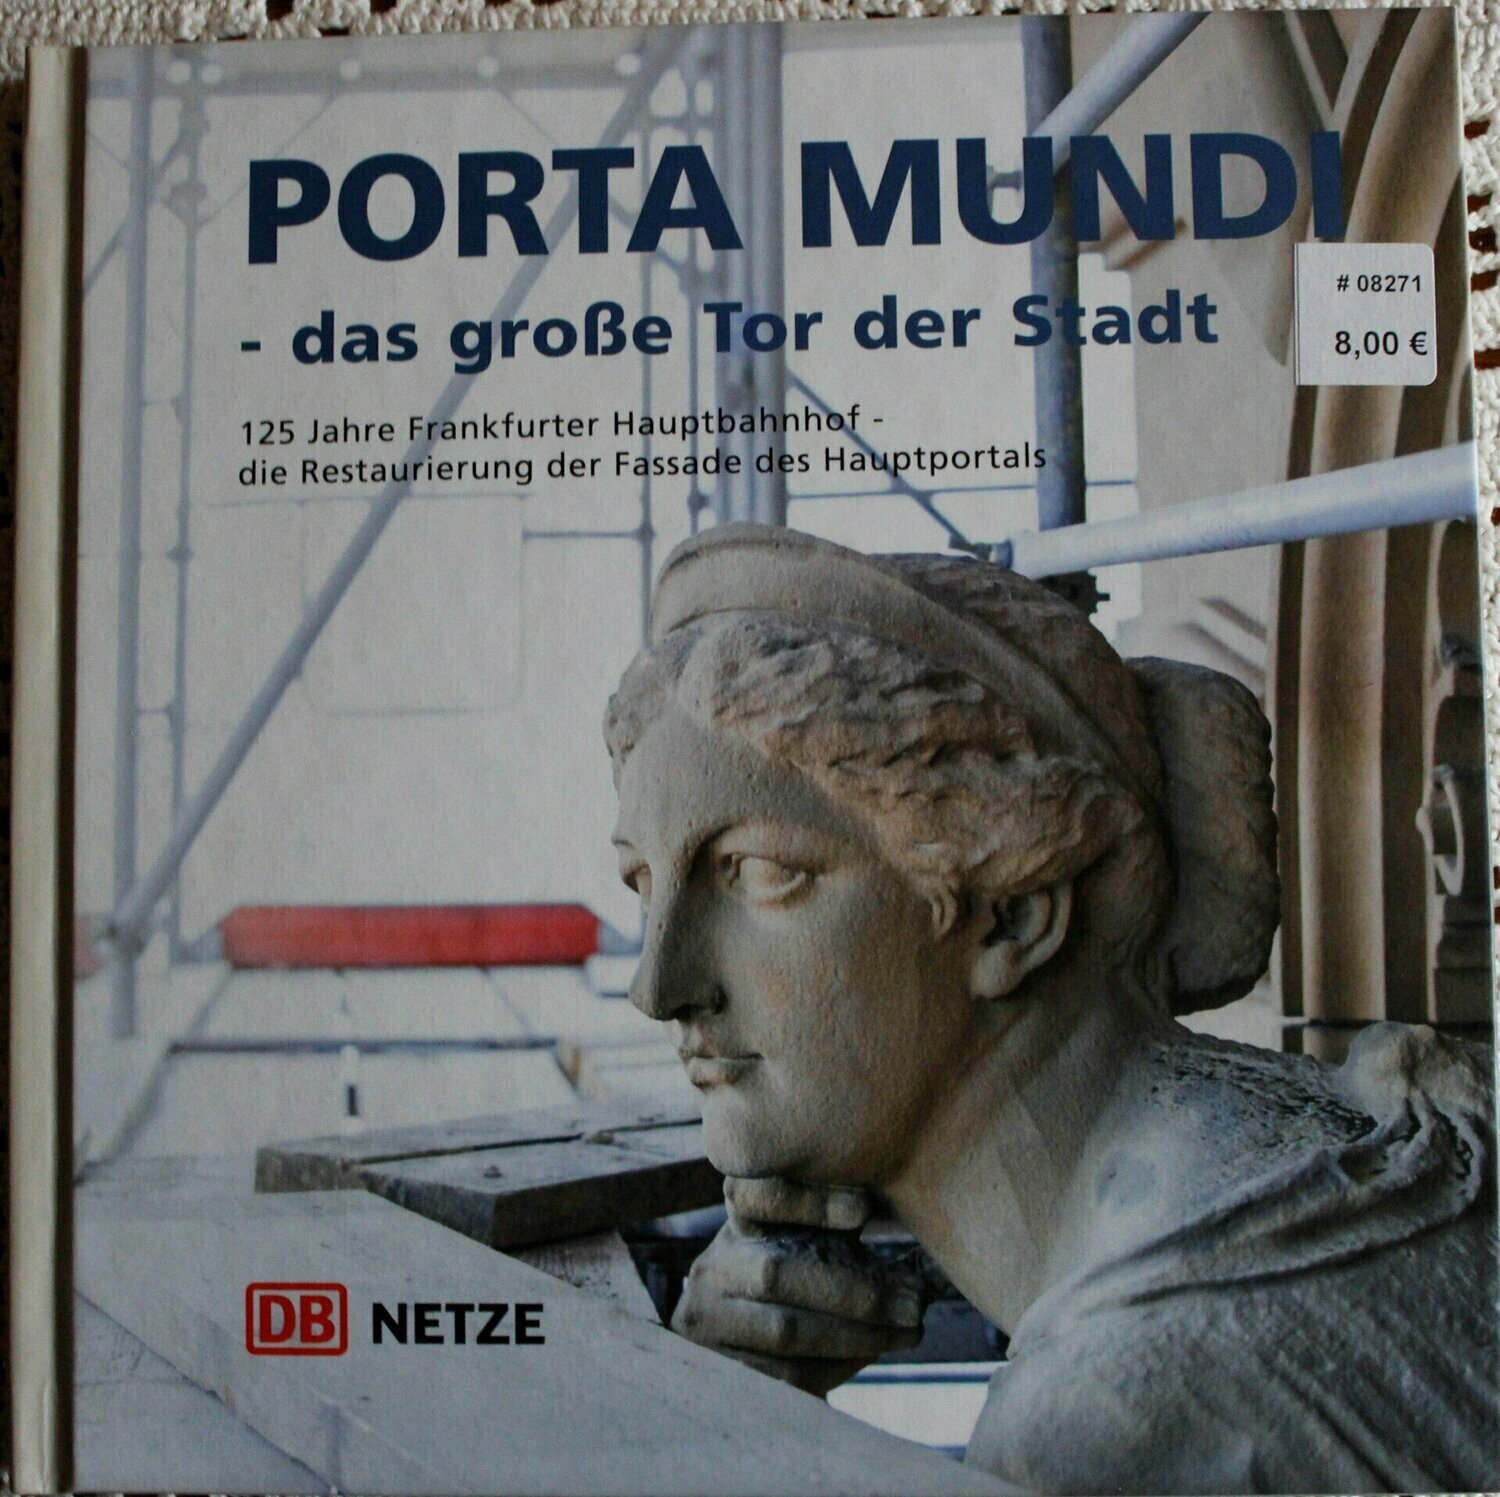 PORTA MUNDI
- das große Tor der Stadt
# 08271
8,00 €
125 Jahre Frankfurter Hauptbahnhof -
die Restaurierung der Fassade des Hauptportals
DB NETZE